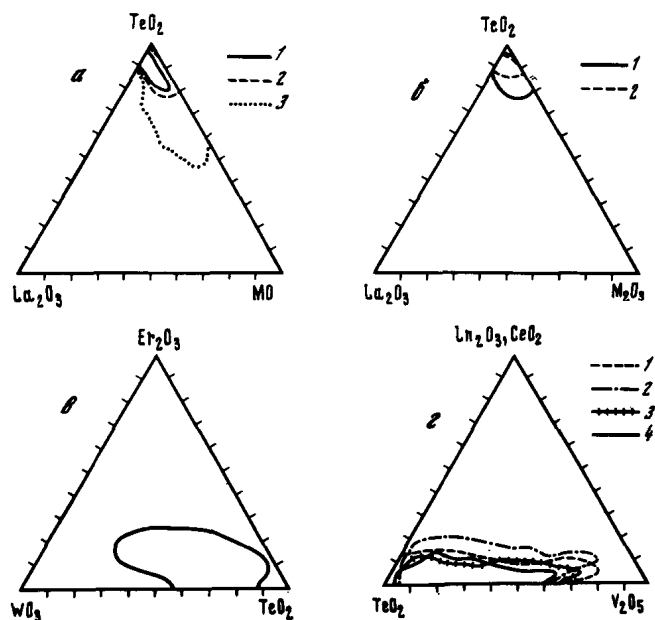 TeO₂
а
1
2
3
La₂O₃
MO
TeO₂
б
1
2
La₂O₃
M₂O₃
Er₂O₃
в
WO₃
TeO₂
Ln₂O₃, CeO₂
г
1
2
3
4
TeO₂
V₂O₅